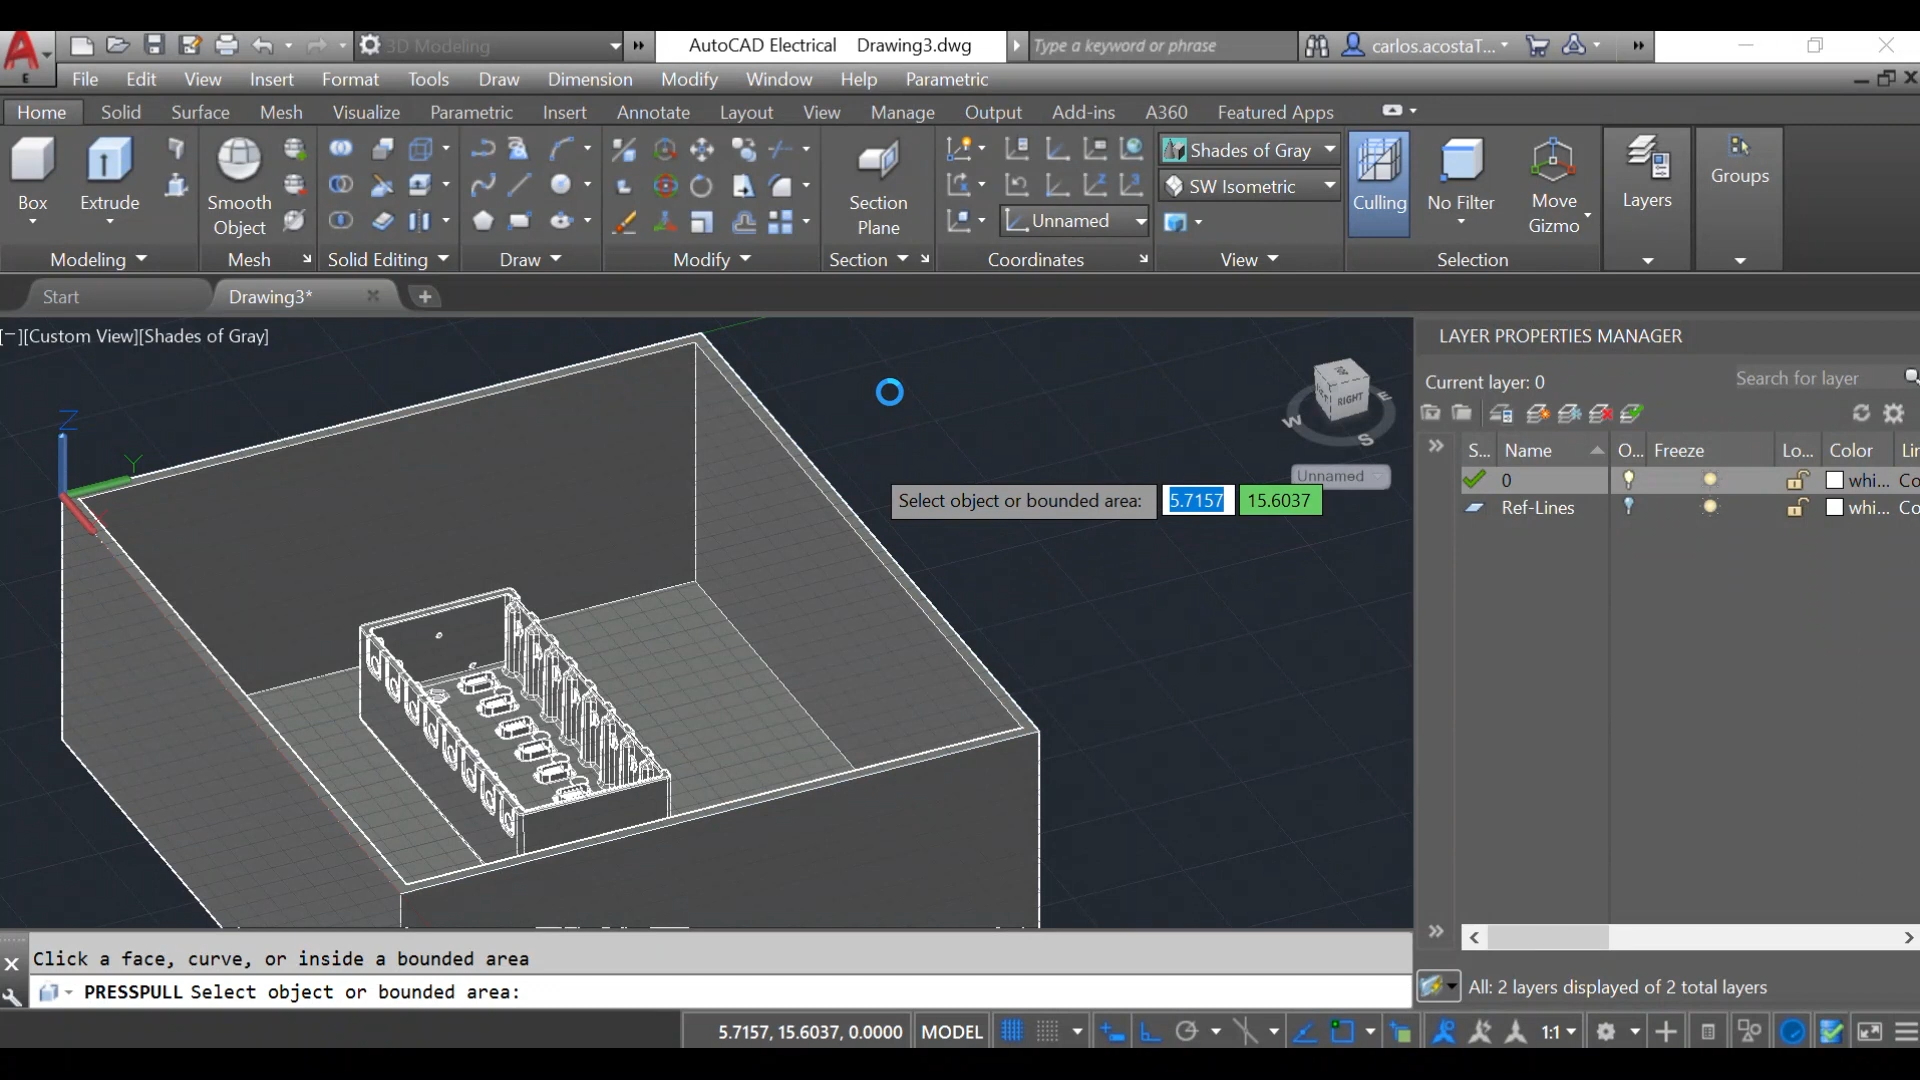 3D Modeling
AutoCAD Electrical Drawing3.dwg
Type a keyword or phrase
carlos.acostaT...
E
File Edit View Insert Format Tools Draw Dimension Modify Window Help Parametric
Home Solid Surface Mesh Visualize Parametric Insert Annotate Layout View Manage Output Add-ins A360 Featured Apps
Box
Extrude
Smooth Object
Section Plane
Shades of Gray
SW Isometric
Unnamed
Culling
No Filter
Move Gizmo
Layers
Groups
Modeling Mesh Solid Editing Draw Modify Section Coordinates View Selection
Start Drawing3*
[−][Custom View][Shades of Gray]
Z
Y
RIGHT
W
E
S
Unnamed
Select object or bounded area: 5.7157 15.6037
LAYER PROPERTIES MANAGER
Current layer: 0
Search for layer
S... Name O... Freeze Lo... Color Lin
0 whi... Co
Ref-Lines whi... Co
Click a face, curve, or inside a bounded area
PRESSPULL Select object or bounded area:
All: 2 layers displayed of 2 total layers
5.7157, 15.6037, 0.0000 MODEL 1:1